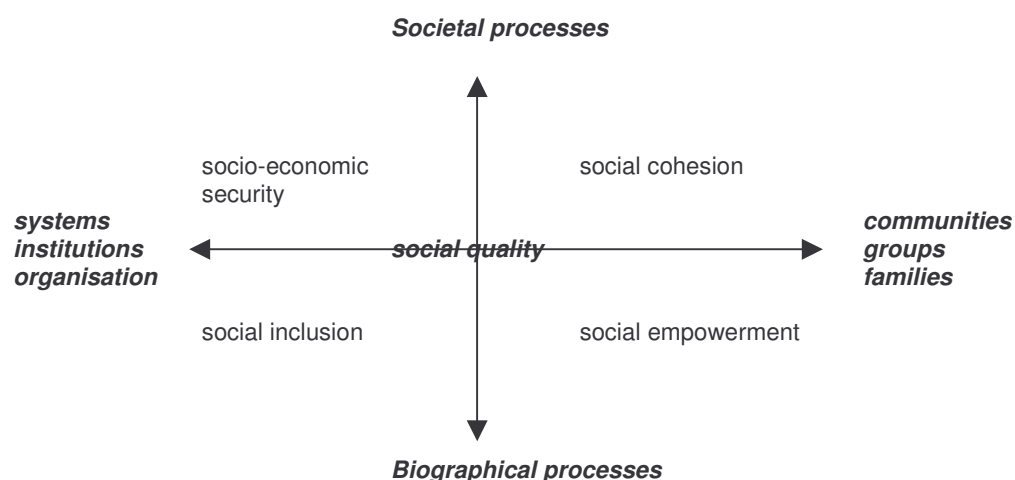 Societal processes
socio-economic
security
social cohesion
systems
institutions
organisation
social quality
communities
groups
families
social inclusion
social empowerment
Biographical processes